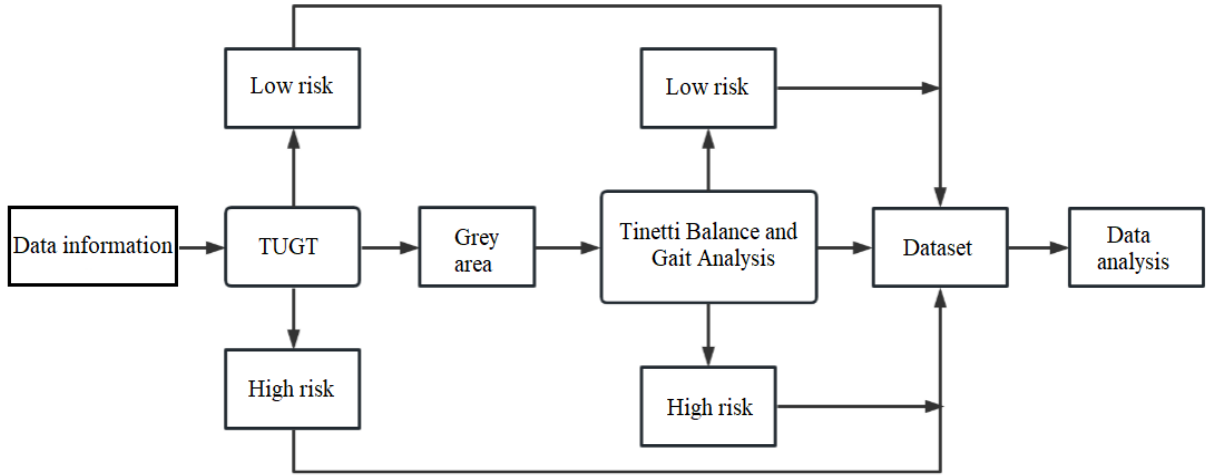 Low risk
Low risk
Data information
TUGT
Grey
area
Tinetti Balance and
Gait Analysis
Dataset
Data
analysis
High risk
High risk